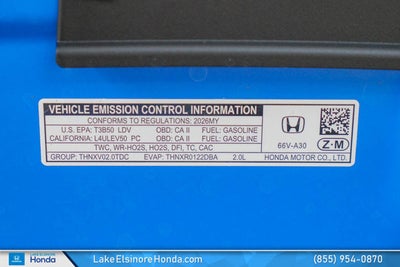 VEHICLE EMISSION CONTROL INFORMATION
CONFORMS TO REGULATIONS: 2026MY
U.S. EPA: T3B50 LDV OBD: CA II FUEL: GASOLINE
CALIFORNIA: L4ULEV50 PC OBD: CA II FUEL: GASOLINE
TWC, WR-HO2S, HO2S, DFI, TC, CAC
GROUP: THNXV02.0TDC EVAP: THNXR0122DBA 2.0L
66V-A30 Z-M
HONDA MOTOR CO., LTD.
Lake Elsinore Honda
LakeElsinoreHonda.com
(855) 954-0870